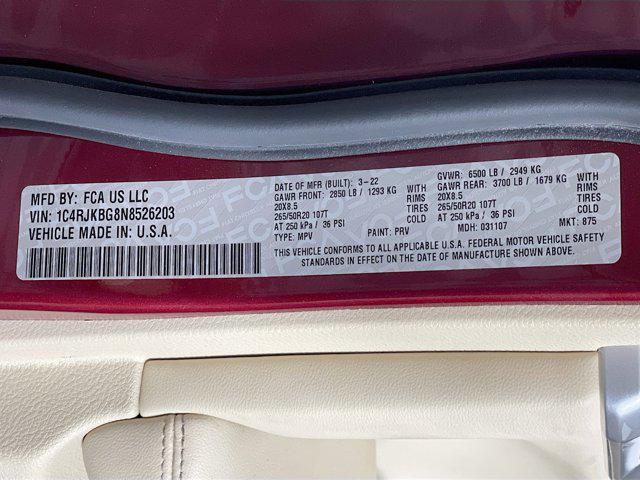 MFD BY: FCA US LLC
VIN: 1C4RJKBG8N8526203
VEHICLE MADE IN: U.S.A.
DATE OF MFR (BUILT): 3-22 GVWR: 6500 LB / 2949 KG
GAWR FRONT: 2850 LB / 1293 KG GAWR REAR: 3700 LB / 1679 KG
20X8.5 RIMS 20X8.5 RIMS
265/50R20 107T TIRES 265/50R20 107T TIRES
AT 250 kPa / 36 PSI COLD AT 250 kPa / 36 PSI COLD
TYPE: MPV PAINT: PRV MDH: 031107 MKT: 875
THIS VEHICLE CONFORMS TO ALL APPLICABLE U.S.A. FEDERAL MOTOR VEHICLE SAFETY
STANDARDS IN EFFECT ON THE DATE OF MANUFACTURE SHOWN ABOVE